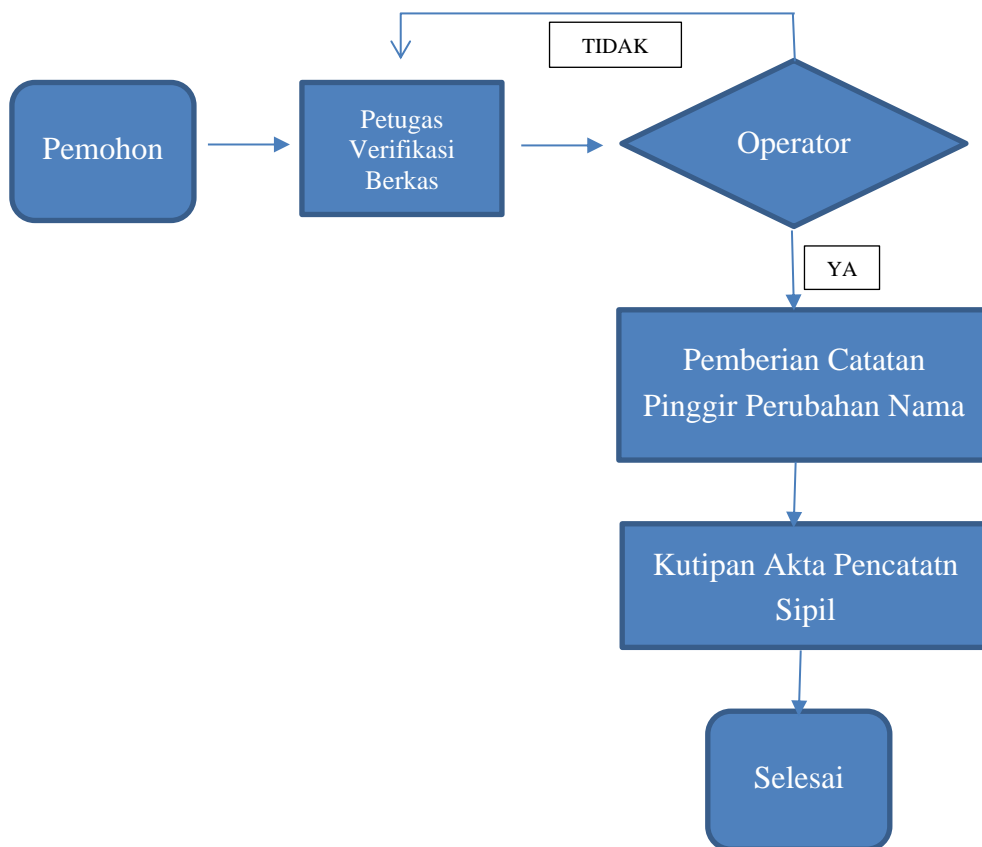 TIDAK
Pemohon
Petugas
Verifikasi
Berkas
Operator
YA
Pemberian Catatan
Pinggir Perubahan Nama
Kutipan Akta Pencatatn
Sipil
Selesai